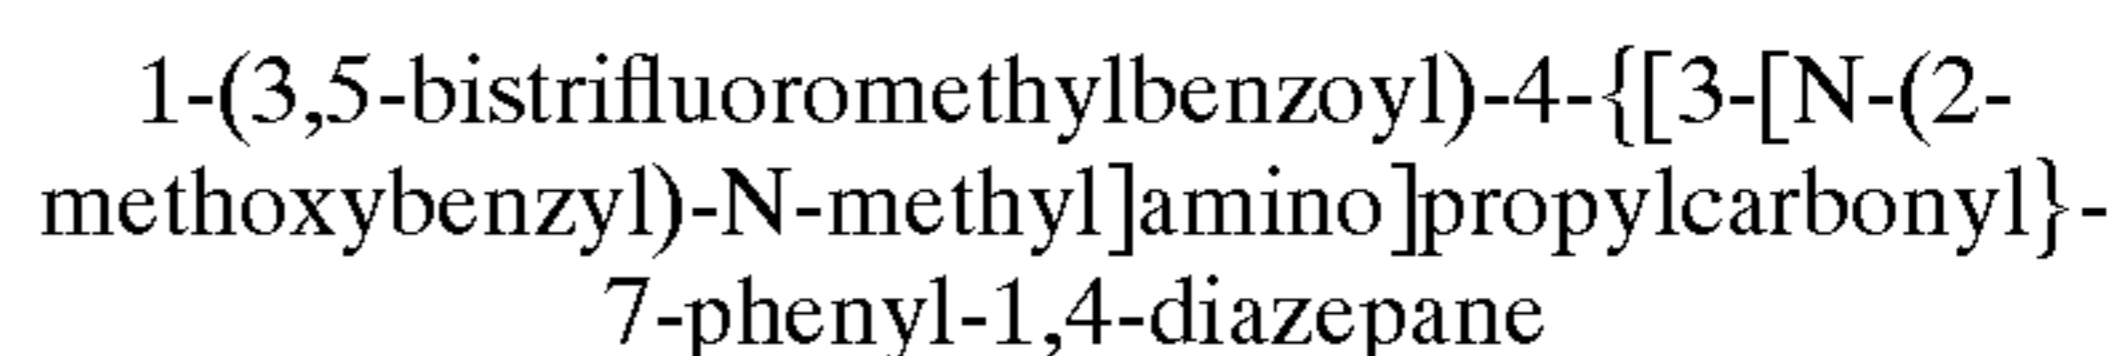 1-(3,5-bistrifluoromethylbenzoyl)-4-{[3-[N-(2-
methoxybenzyl)-N-methyl]amino]propylcarbonyl}-
7-phenyl-1,4-diazepane